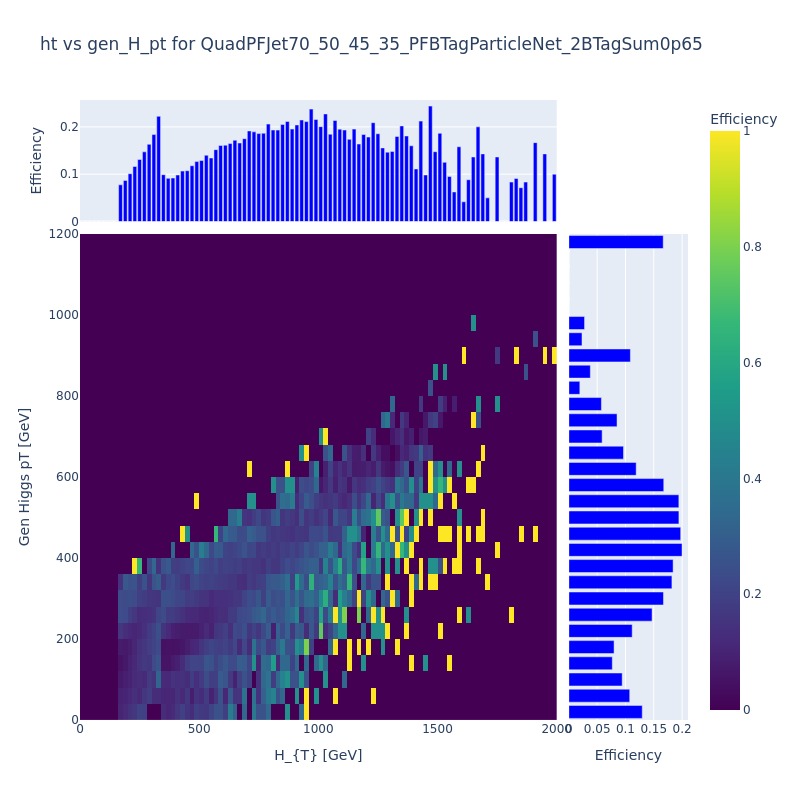 ht vs gen_H_pt for QuadPFJet70_50_45_35_PFBTagParticleNet_2BTagSum0p65
Efficiency
0.2
0.1
0
Efficiency
1
0.8
0.6
0.4
0.2
0
Gen Higgs pT [GeV]
1200
1000
800
600
400
200
0
0 500 1000 1500 2000
H_{T} [GeV]
0 0.05 0.1 0.15 0.2
Efficiency